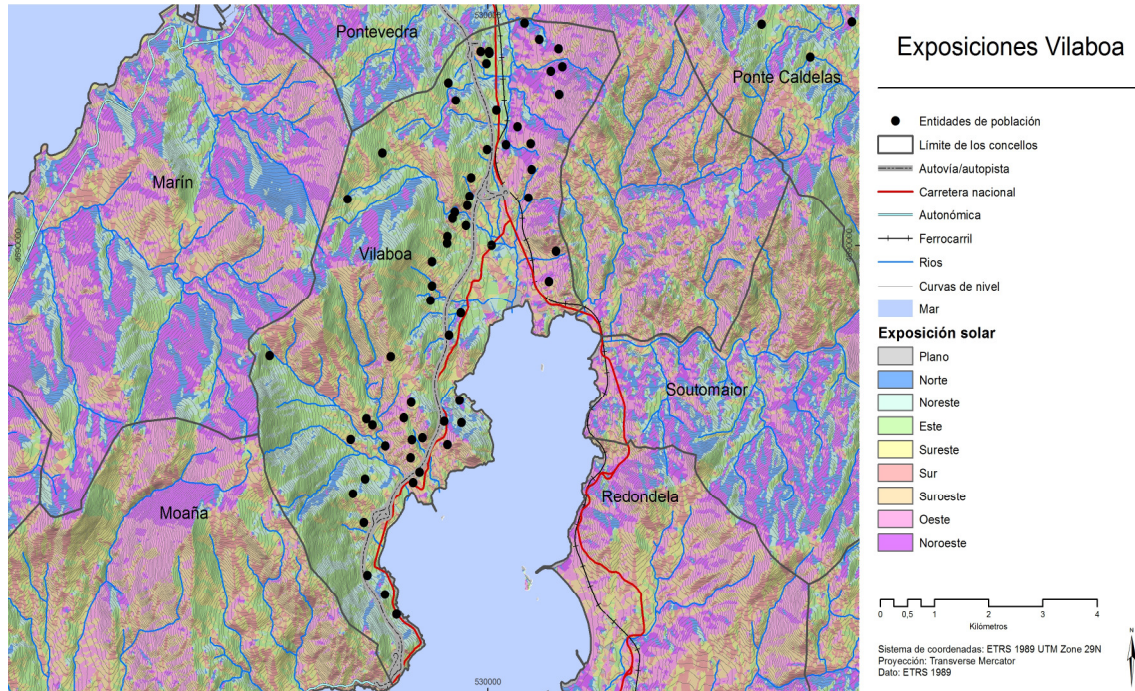 Exposiciones Vilaboa
530000
Pontevedra
Ponte Caldelas
Marín
Vilaboa
Soutomaior
Redondela
Moaña
530000
Entidades de población
Límite de los concellos
Autovía/autopista
Carretera nacional
Autonómica
Ferrocarril
Rios
Curvas de nivel
Mar
Exposición solar
Plano
Norte
Noreste
Este
Sureste
Sur
Suroeste
Oeste
Noroeste
0 0,5 1 2 3 4
Kilómetros
N
Sistema de coordenadas: ETRS 1989 UTM Zone 29N
Proyección: Transverse Mercator
Dato: ETRS 1989